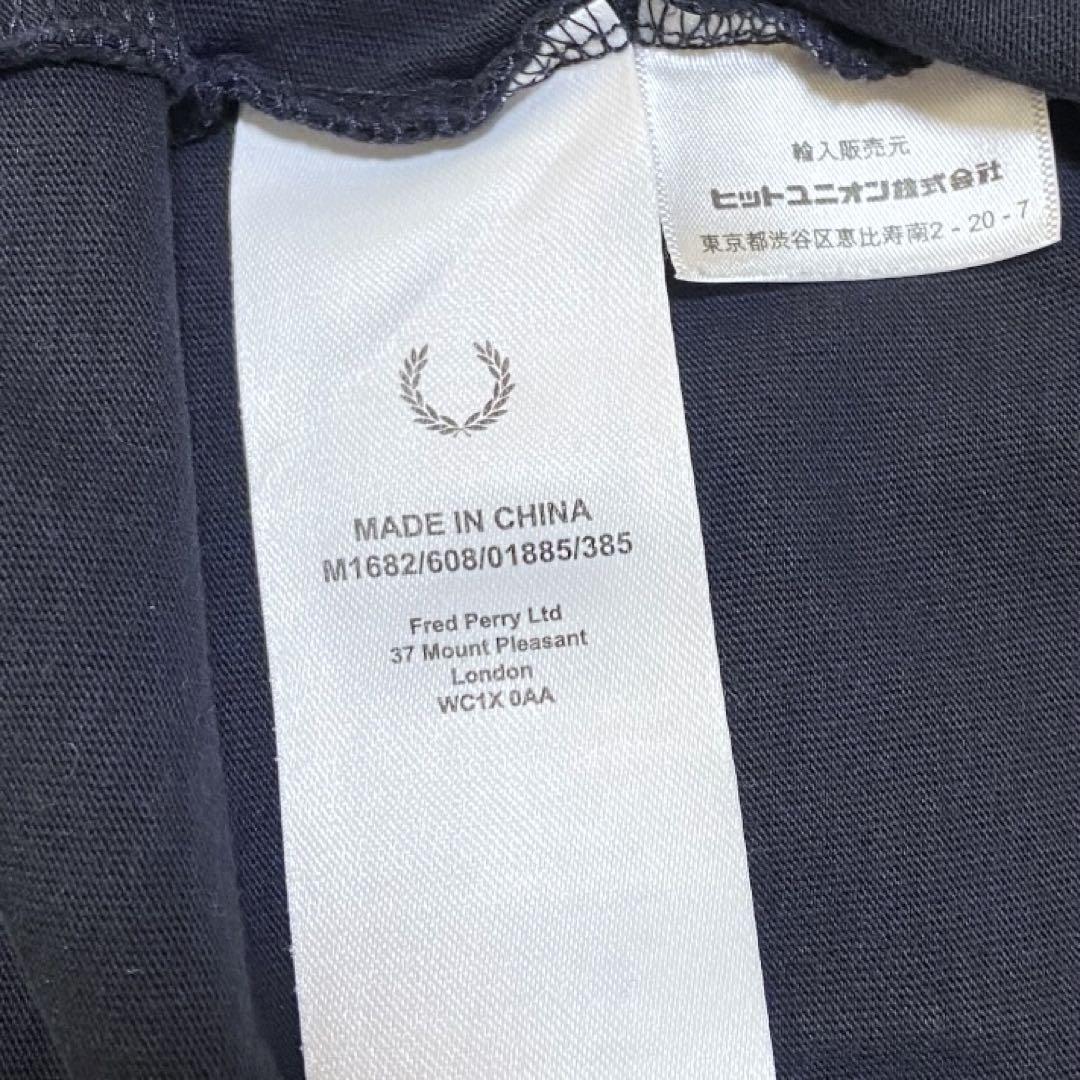 輸入販売元
ヒットユニオン株式会社
東京都渋谷区恵比寿南2-20-7
MADE IN CHINA
M1682/608/01885/385
Fred Perry Ltd
37 Mount Pleasant
London
WC1X 0AA